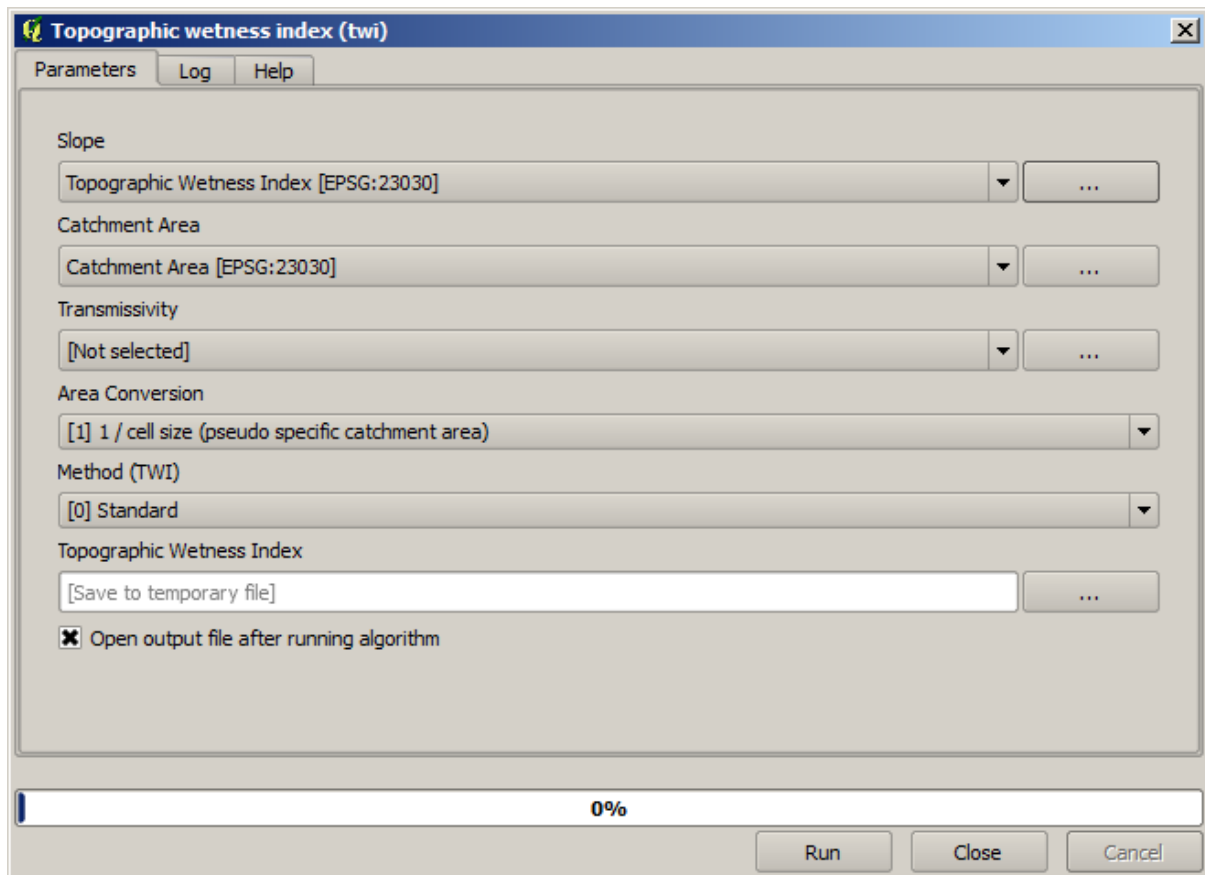 Topographic wetness index (twi)
Parameters Log Help
Slope
Topographic Wetness Index [EPSG:23030] ...
Catchment Area
Catchment Area [EPSG:23030] ...
Transmissivity
[Not selected] ...
Area Conversion
[1] 1 / cell size (pseudo specific catchment area)
Method (TWI)
[0] Standard
Topographic Wetness Index
[Save to temporary file] ...
Open output file after running algorithm
0%
Run Close Cancel